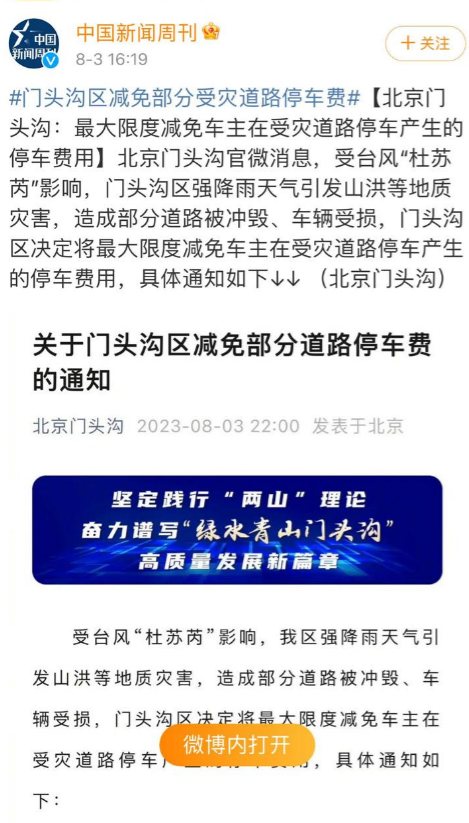 中国新闻周刊
8-3 16:19
中国
新闻周刊
+ 关注
#门头沟区减免部分受灾道路停车费#【北京门
头沟：最大限度减免车主在受灾道路停车产生的
停车费用】北京门头沟官微消息，受台风“杜苏
芮”影响，门头沟区强降雨天气引发山洪等地质
灾害，造成部分道路被冲毁、车辆受损，门头沟
区决定将最大限度减免车主在受灾道路停车产生
的停车费用，具体通知如下↓↓（北京门头沟）
关于门头沟区减免部分道路停车费
的通知
北京门头沟 2023-08-03 22:00 发表于北京
坚定践行“两山”理论
奋力谱写“绿水青山门头沟”
高质量发展新篇章
受台风“杜苏芮”影响，我区强降雨天气引
发山洪等地质灾害，造成部分道路被冲毁、车
辆受损，门头沟区决定将最大限度减免车主在
受灾道路停车 用，具体通知如
下：
微博内打开